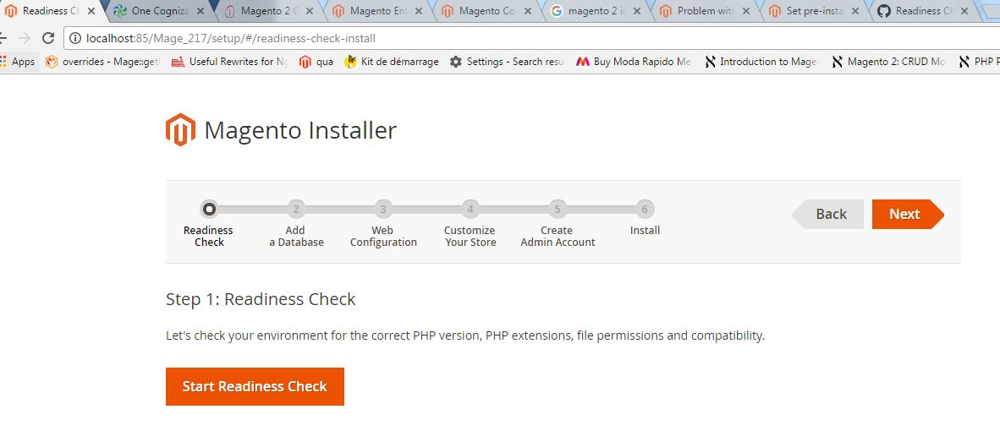 Readiness Ch
One Cogniza
Magento 2 C
Magento Ent
Magento Co
magento 2 in
Problem with
Set pre-insta
Readiness Ch
localhost:85/Mage_217/setup/#/readiness-check-install
Apps
overrides - Mage::get
Useful Rewrites for Ng
qua
Kit de démarrage
Settings - Search resu
Buy Moda Rapido Me
Introduction to Mage
Magento 2: CRUD Mo
PHP F
Magento Installer
1
2
3
4
5
6
Readiness
Check
Add
a Database
Web
Configuration
Customize
Your Store
Create
Admin Account
Install
Back
Next
Step 1: Readiness Check
Let's check your environment for the correct PHP version, PHP extensions, file permissions and compatibility.
Start Readiness Check